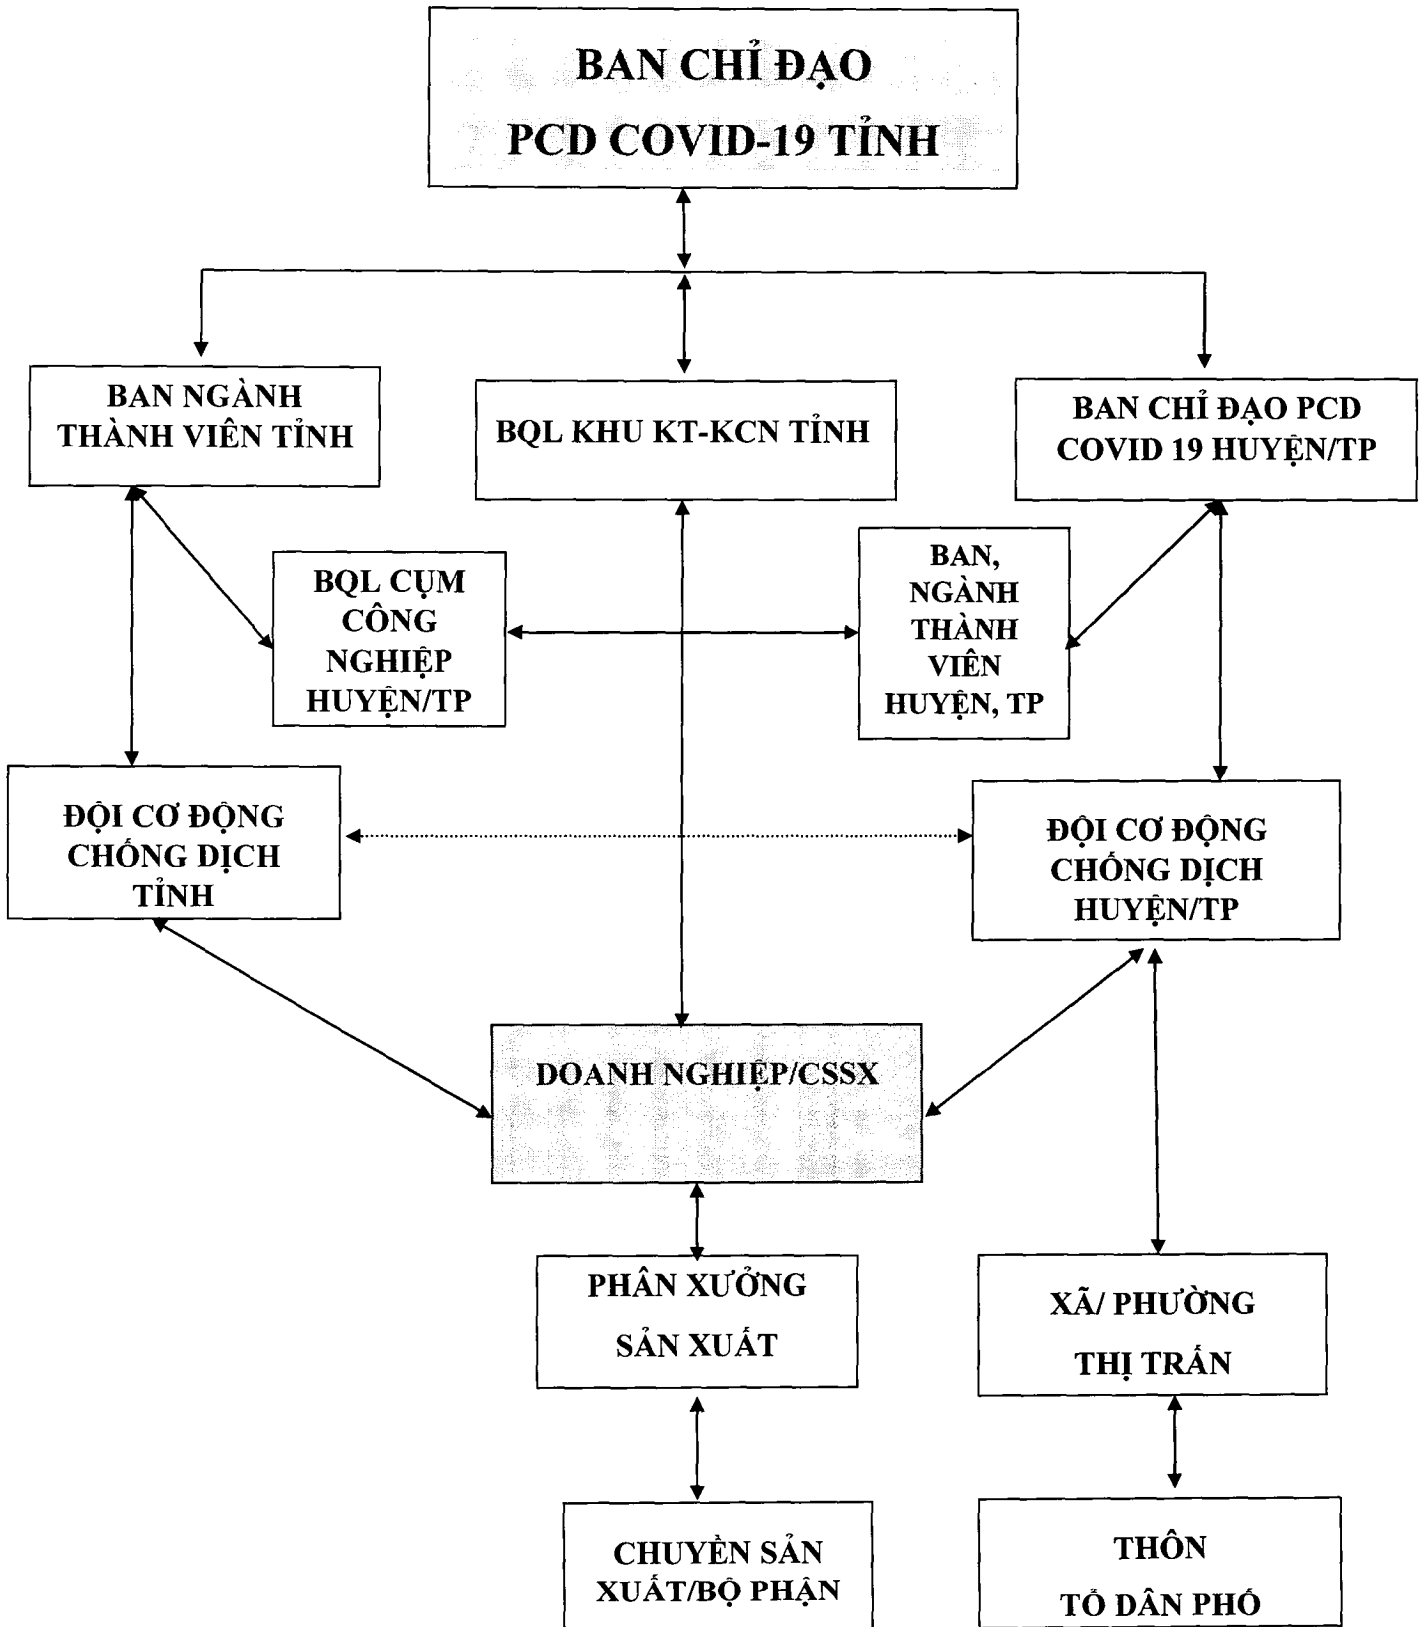 BAN CHỈ ĐẠO
PCD COVID-19 TỈNH
BAN NGÀNH
THÀNH VIÊN TỈNH
BQL KHU KT-KCN TỈNH
BAN CHỈ ĐẠO PCD
COVID 19 HUYỆN/TP
BQL CỤM
CÔNG
NGHIỆP
HUYỆN/TP
BAN,
NGÀNH
THÀNH
VIÊN
HUYỆN, TP
ĐỘI CƠ ĐỘNG
CHỐNG DỊCH
TỈNH
ĐỘI CƠ ĐỘNG
CHỐNG DỊCH
HUYỆN/TP
DOANH NGHIỆP/CSSX
PHÂN XƯỞNG
SẢN XUẤT
XÃ/ PHƯỜNG
THỊ TRẤN
CHUYỀN SẢN
XUẤT/BỘ PHẬN
THÔN
TỔ DÂN PHỐ